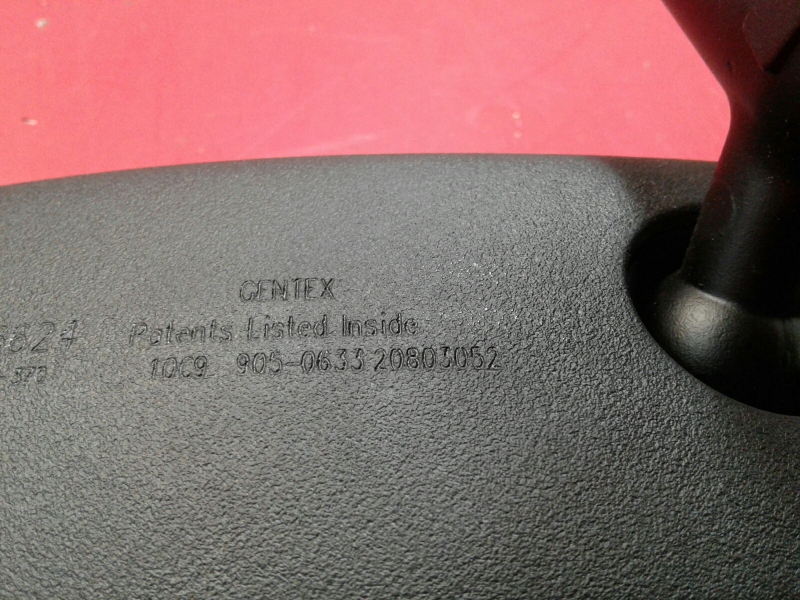 GENTEX
Patents Listed Inside
10C9 905-0633 20803052